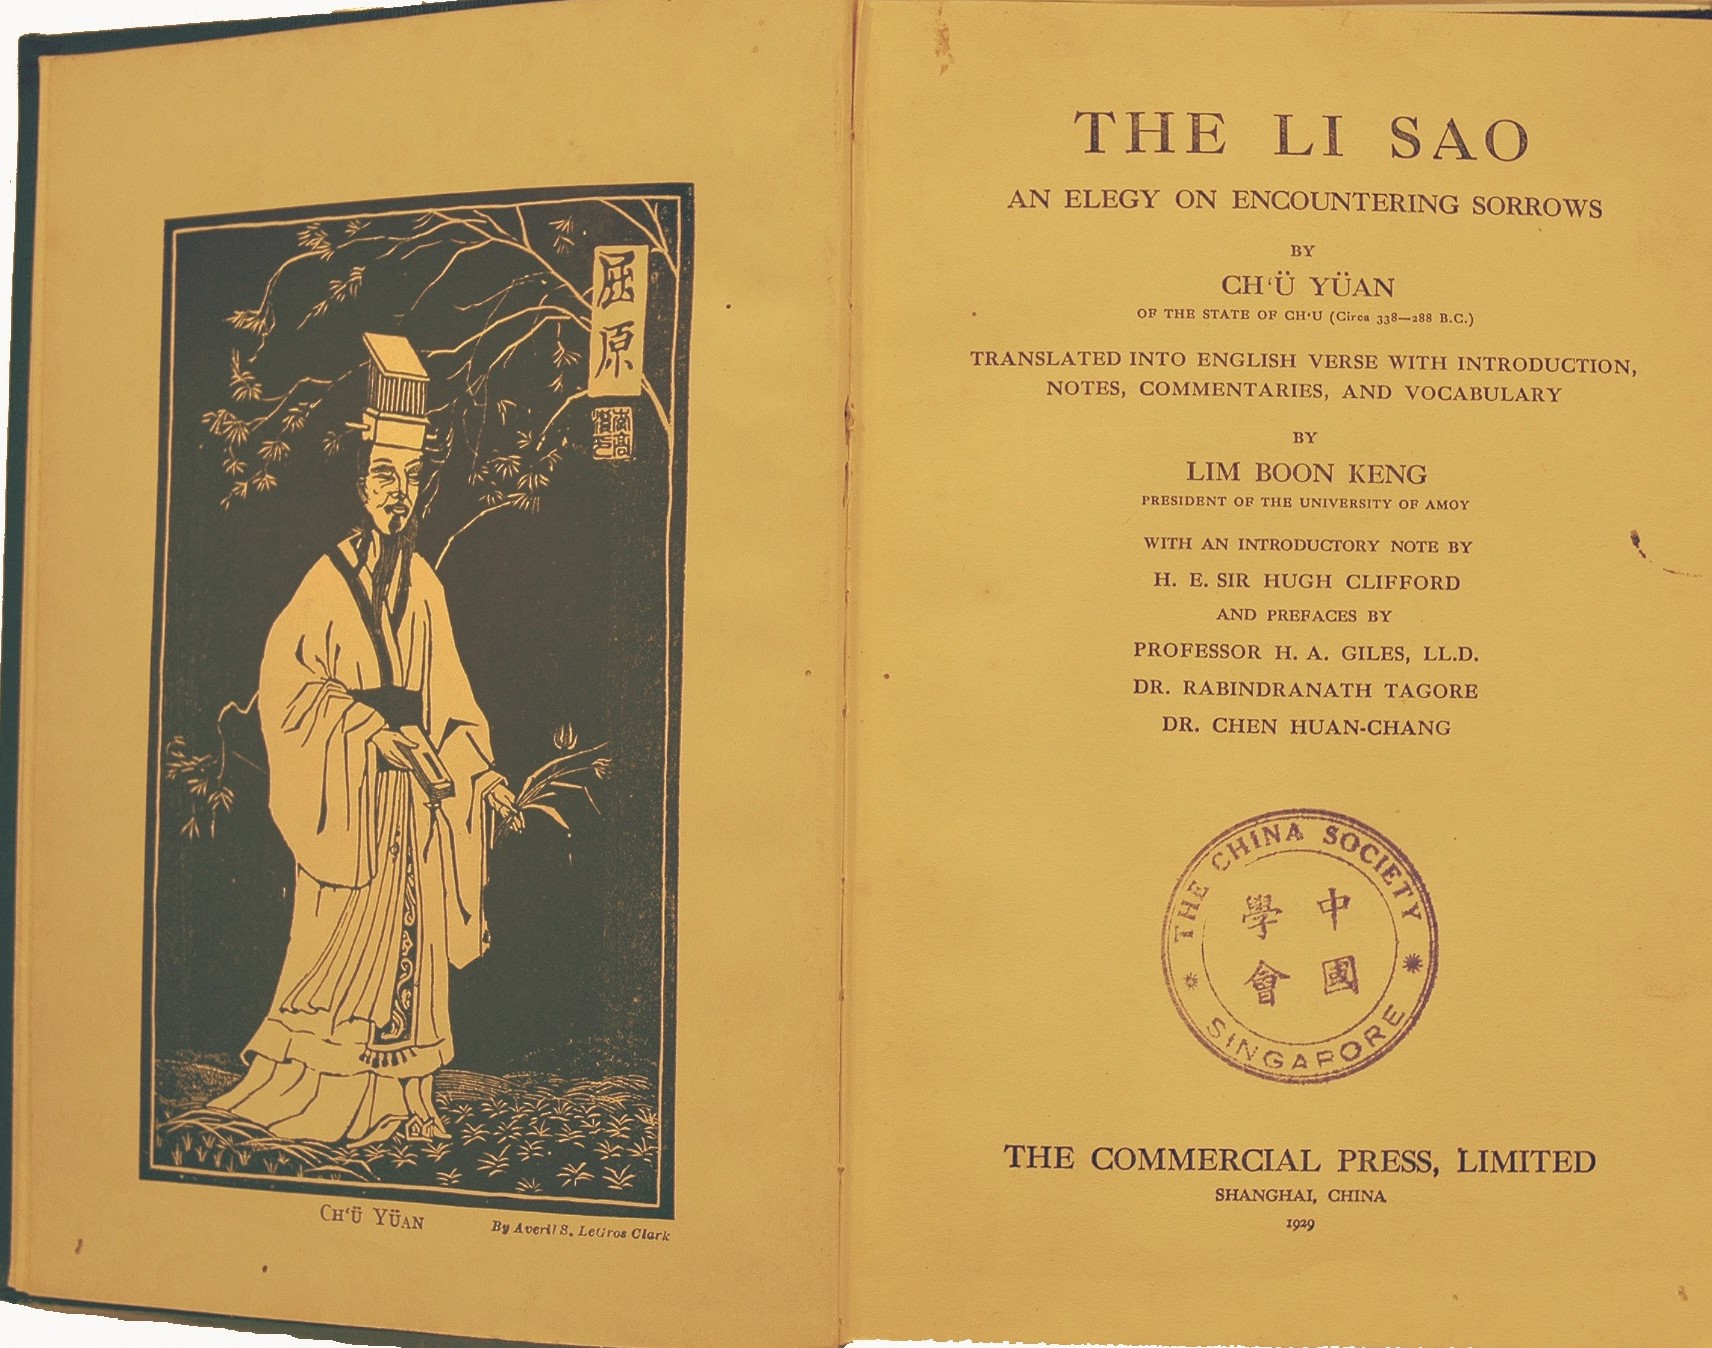 屈原
CH'Ü YÜAN
By Averil S. LeGros Clark
THE LI SAO
AN ELEGY ON ENCOUNTERING SORROWS
BY
CH'Ü YÜAN
OF THE STATE OF CH'U (Circa 338—288 B.C.)
TRANSLATED INTO ENGLISH VERSE WITH INTRODUCTION,
NOTES, COMMENTARIES, AND VOCABULARY
BY
LIM BOON KENG
PRESIDENT OF THE UNIVERSITY OF AMOY
WITH AN INTRODUCTORY NOTE BY
H. E. SIR HUGH CLIFFORD
AND PREFACES BY
PROFESSOR H. A. GILES, LL.D.
DR. RABINDRANATH TAGORE
DR. CHEN HUAN-CHANG
THE CHINA SOCIETY
中國
學會
SINGAPORE
THE COMMERCIAL PRESS, LIMITED
SHANGHAI, CHINA
1929